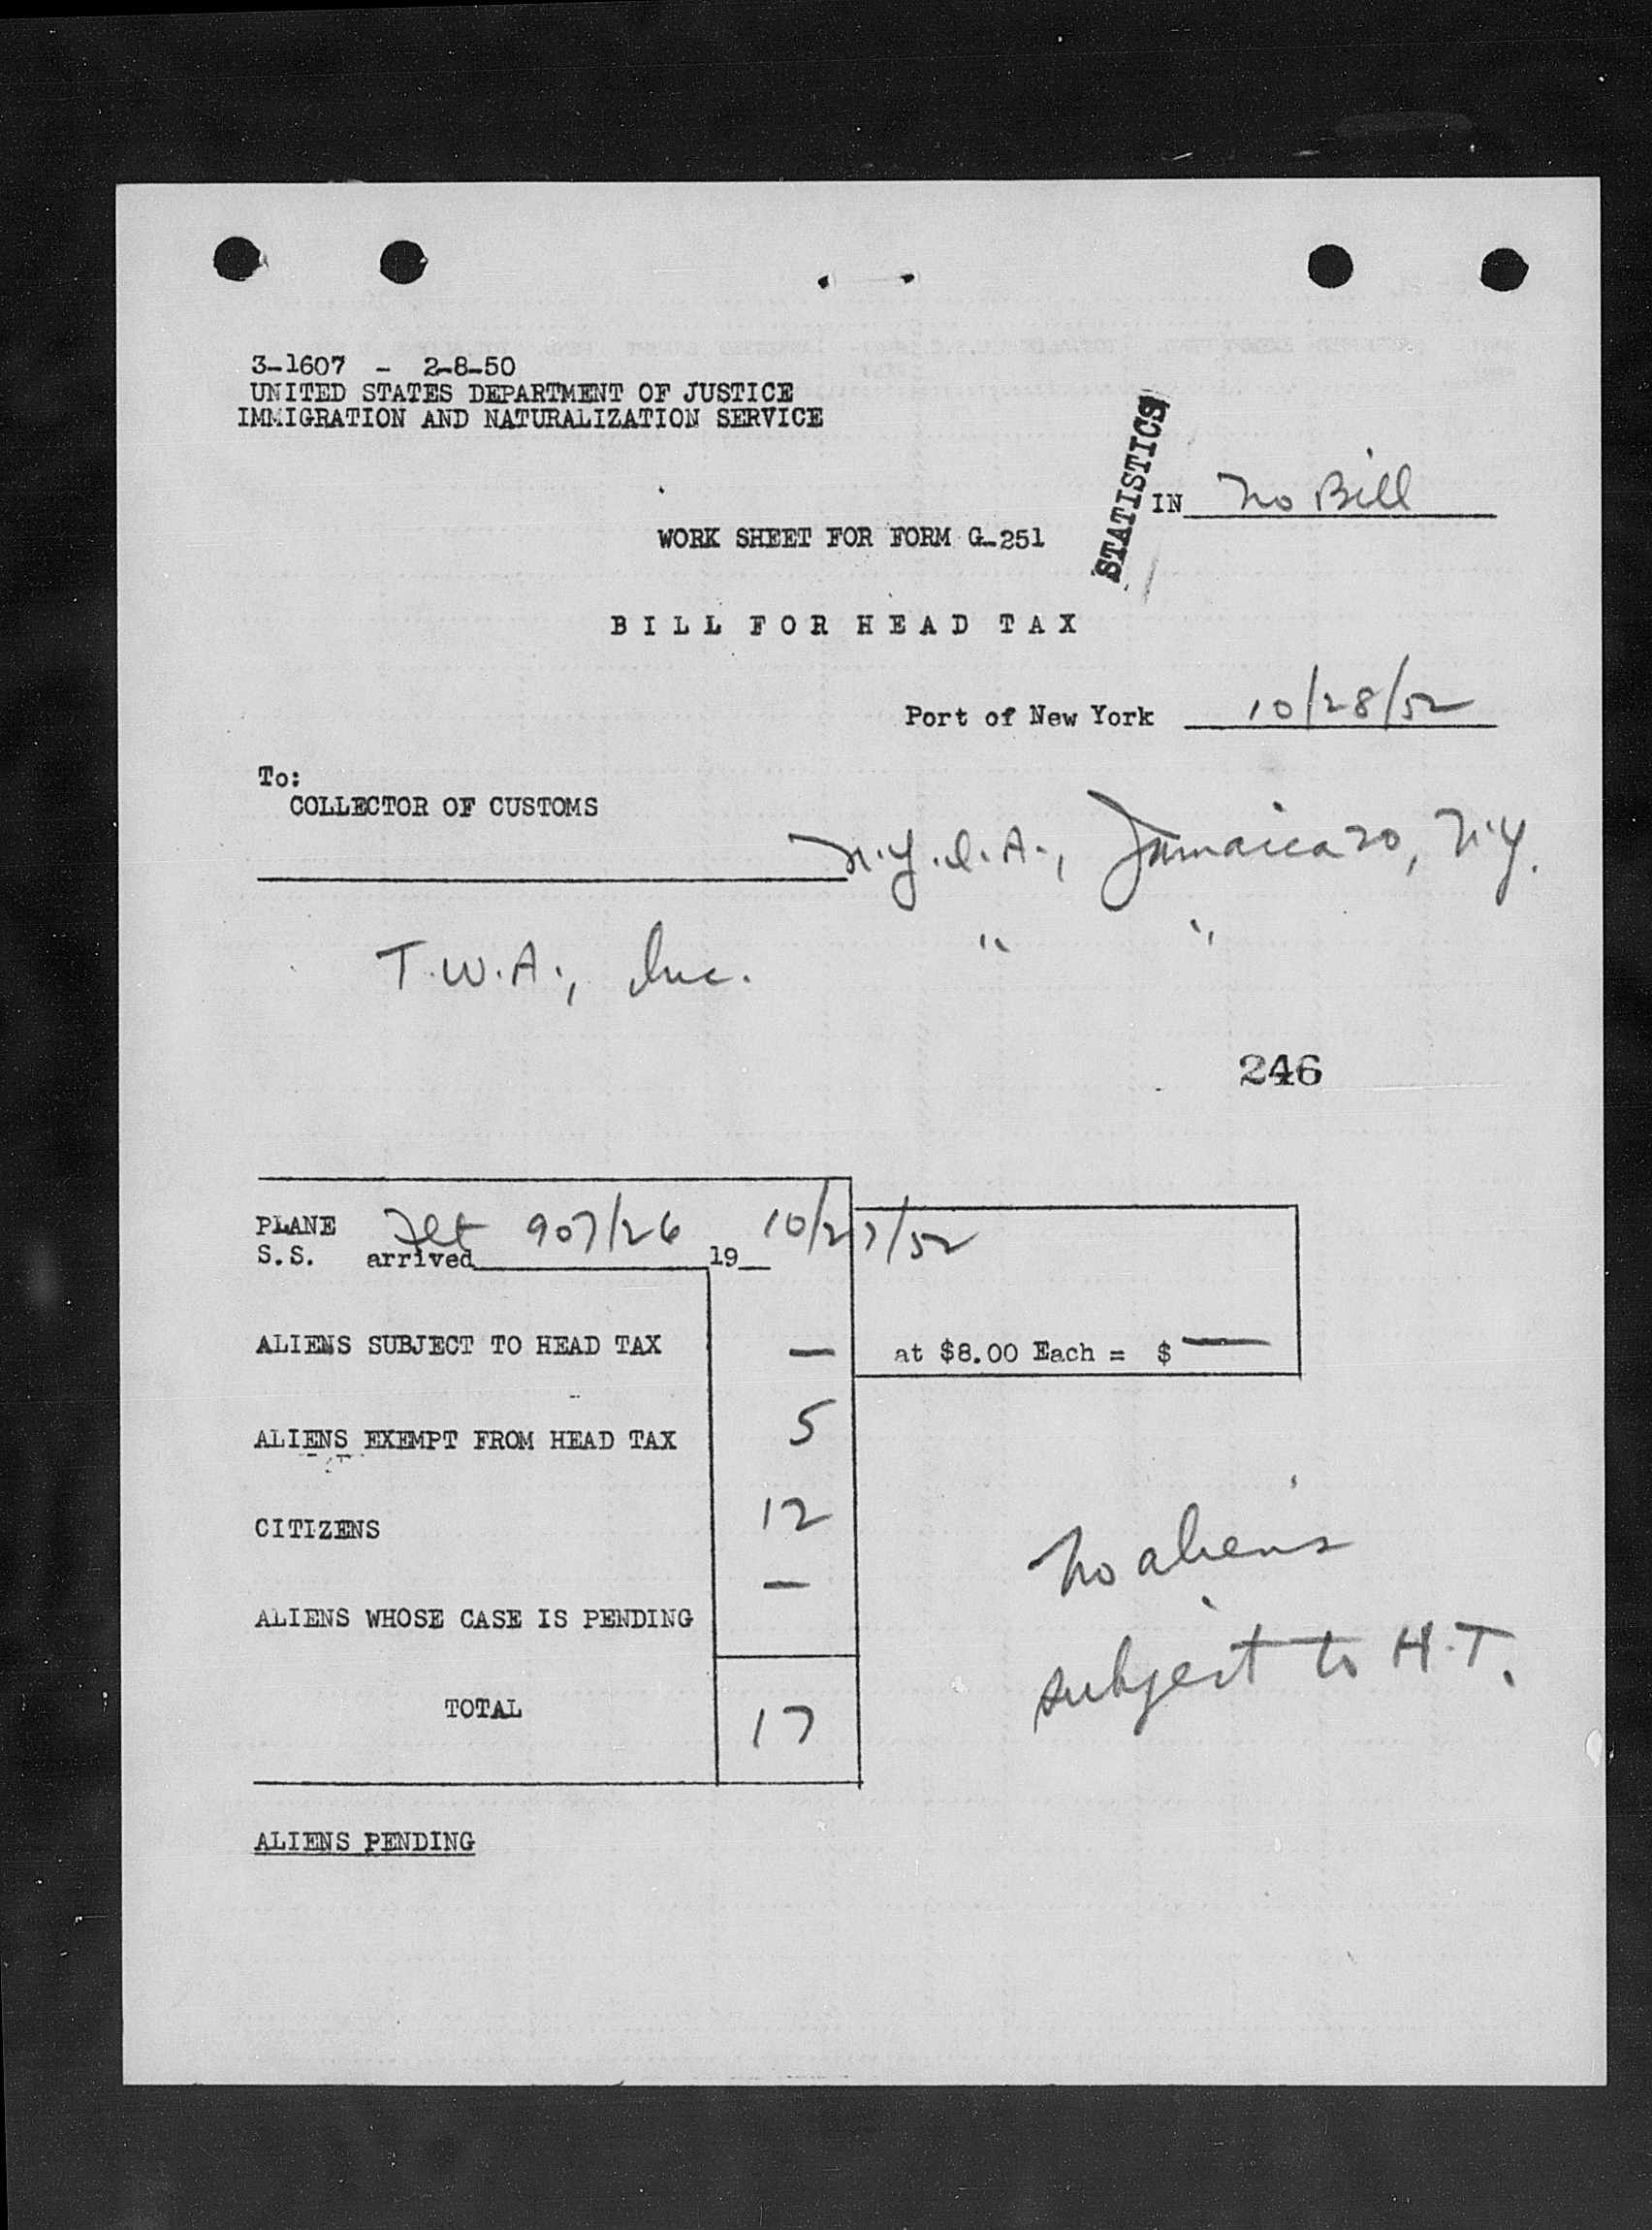 3-1607 - 2-8-50
UNITED STATES DEPARTMENT OF JUSTICE
IMMIGRATION AND NATURALIZATION SERVICE
STATISTICS
IN No Bill
WORK SHEET FOR FORM G-251
BILL FOR HEAD TAX
Port of New York 10/28/52
To:
COLLECTOR OF CUSTOMS
N.Y.I.A., Jamaica 20, N.Y.
T.W.A., Inc. " "
246
PLANE Flt 907/26 10/27/52
S.S. arrived 19
ALIENS SUBJECT TO HEAD TAX — at $8.00 Each = $ —
ALIENS EXEMPT FROM HEAD TAX 5
CITIZENS 12
No aliens
ALIENS WHOSE CASE IS PENDING —
subject to H.T.
TOTAL 17
ALIENS PENDING